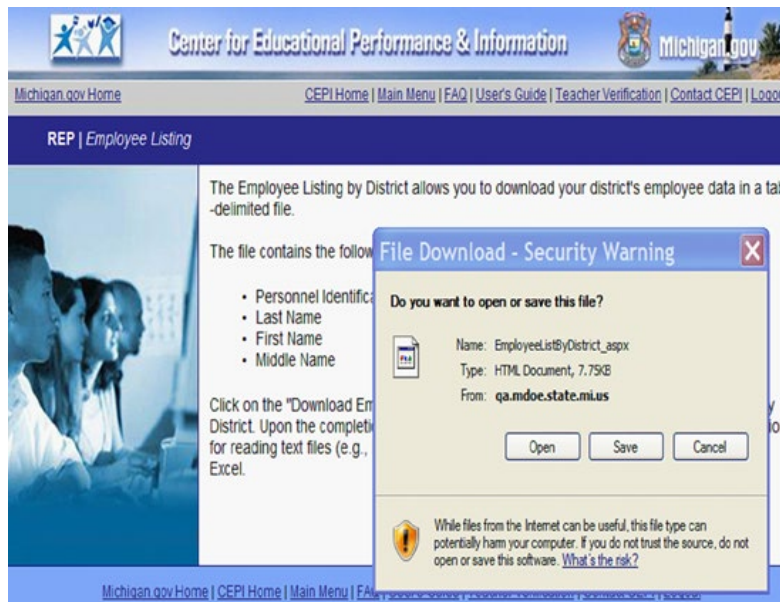 Center for Educational Performance & Information
Michigan.gov
Michigan.gov Home
CEPI Home | Main Menu | FAQ | User's Guide | Teacher Verification | Contact CEPI | Logou
REP | Employee Listing
The Employee Listing by District allows you to download your district's employee data in a tab
-delimited file.
The file contains the follow
• Personnel Identifica
• Last Name
• First Name
• Middle Name
Click on the "Download Em
District. Upon the completi
for reading text files (e.g.,
Excel.
File Download - Security Warning
Do you want to open or save this file?
Name: EmployeeListByDistrict_aspx
Type: HTML Document, 7.75KB
From: qa.mdoe.state.mi.us
Open Save Cancel
While files from the Internet can be useful, this file type can
potentially harm your computer. If you do not trust the source, do not
open or save this software. What's the risk?
Michigan.gov Home | CEPI Home | Main Menu |